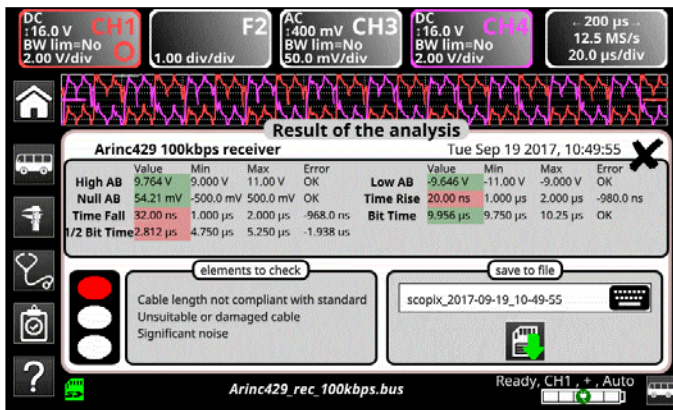 DC
↕16.0 V
CH1
BW lim=No
2.00 V/div
F2
1.00 div/div
AC
↕400 mV
CH3
BW lim=No
50.0 mV/div
DC
↕16.0 V
CH4
BW lim=No
2.00 V/div
←200 µs→
12.5 MS/s
20.0 µs/div
Result of the analysis
Arinc429 100kbps receiver Tue Sep 19 2017, 10:49:55
Value Min Max Error Value Min Max Error
High AB 9.764 V 9.000 V 11.00 V OK Low AB -9.646 V -11.00 V -9.000 V OK
Null AB 54.21 mV -500.0 mV 500.0 mV OK Time Rise 20.00 ns 1.000 µs 2.000 µs -980.0 ns
Time Fall 32.00 ns 1.000 µs 2.000 µs -968.0 ns Bit Time 9.956 µs 9.750 µs 10.25 µs OK
1/2 Bit Time 2.812 µs 4.750 µs 5.250 µs -1.938 us
elements to check
Cable length not compliant with standard
Unsuitable or damaged cable
Significant noise
save to file
scopix_2017-09-19_10-49-55
?
Arinc429_rec_100kbps.bus
Ready, CH1 , + , Auto